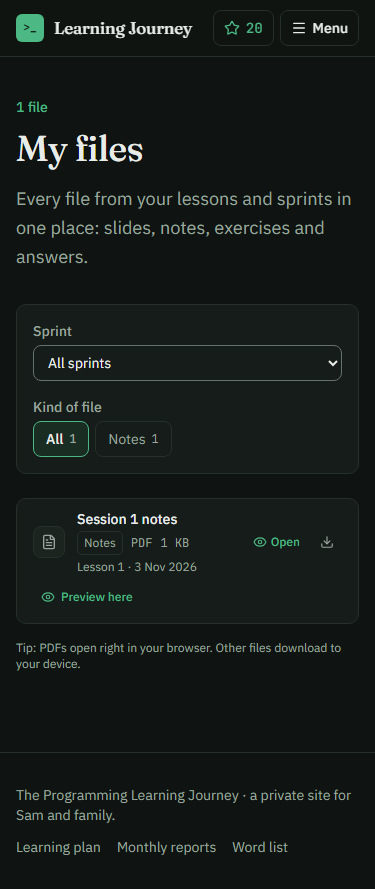 >_ Learning Journey 20 Menu
1 file
My files
Every file from your lessons and sprints in
one place: slides, notes, exercises and
answers.
Sprint
All sprints
Kind of file
All 1 Notes 1
Session 1 notes
Notes PDF 1 KB Open
Lesson 1 · 3 Nov 2026
Preview here
Tip: PDFs open right in your browser. Other files download to
your device.
The Programming Learning Journey · a private site for
Sam and family.
Learning plan Monthly reports Word list